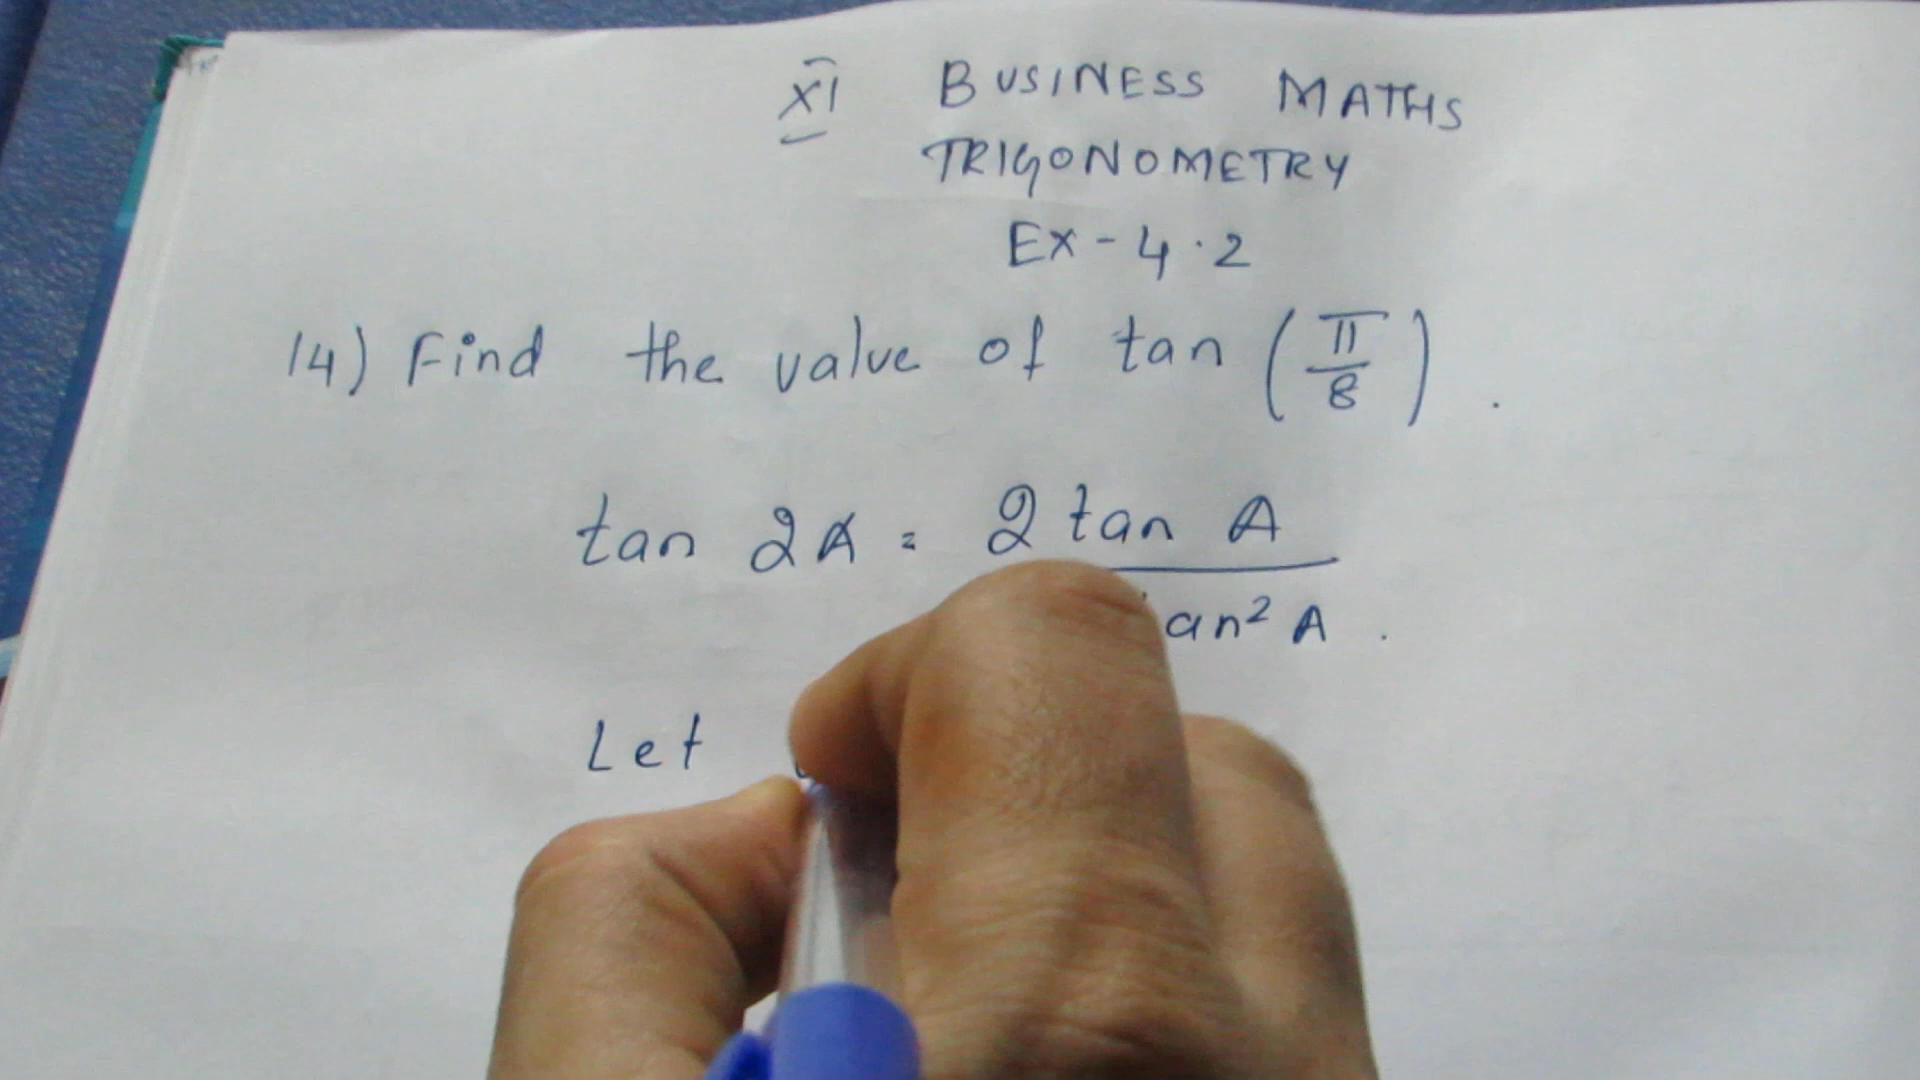 XI BUSINESS MATHS
TRIGONOMETRY
Ex - 4.2
14) Find the value of tan (π/8).
tan 2A = 2 tan A
an² A .
Let